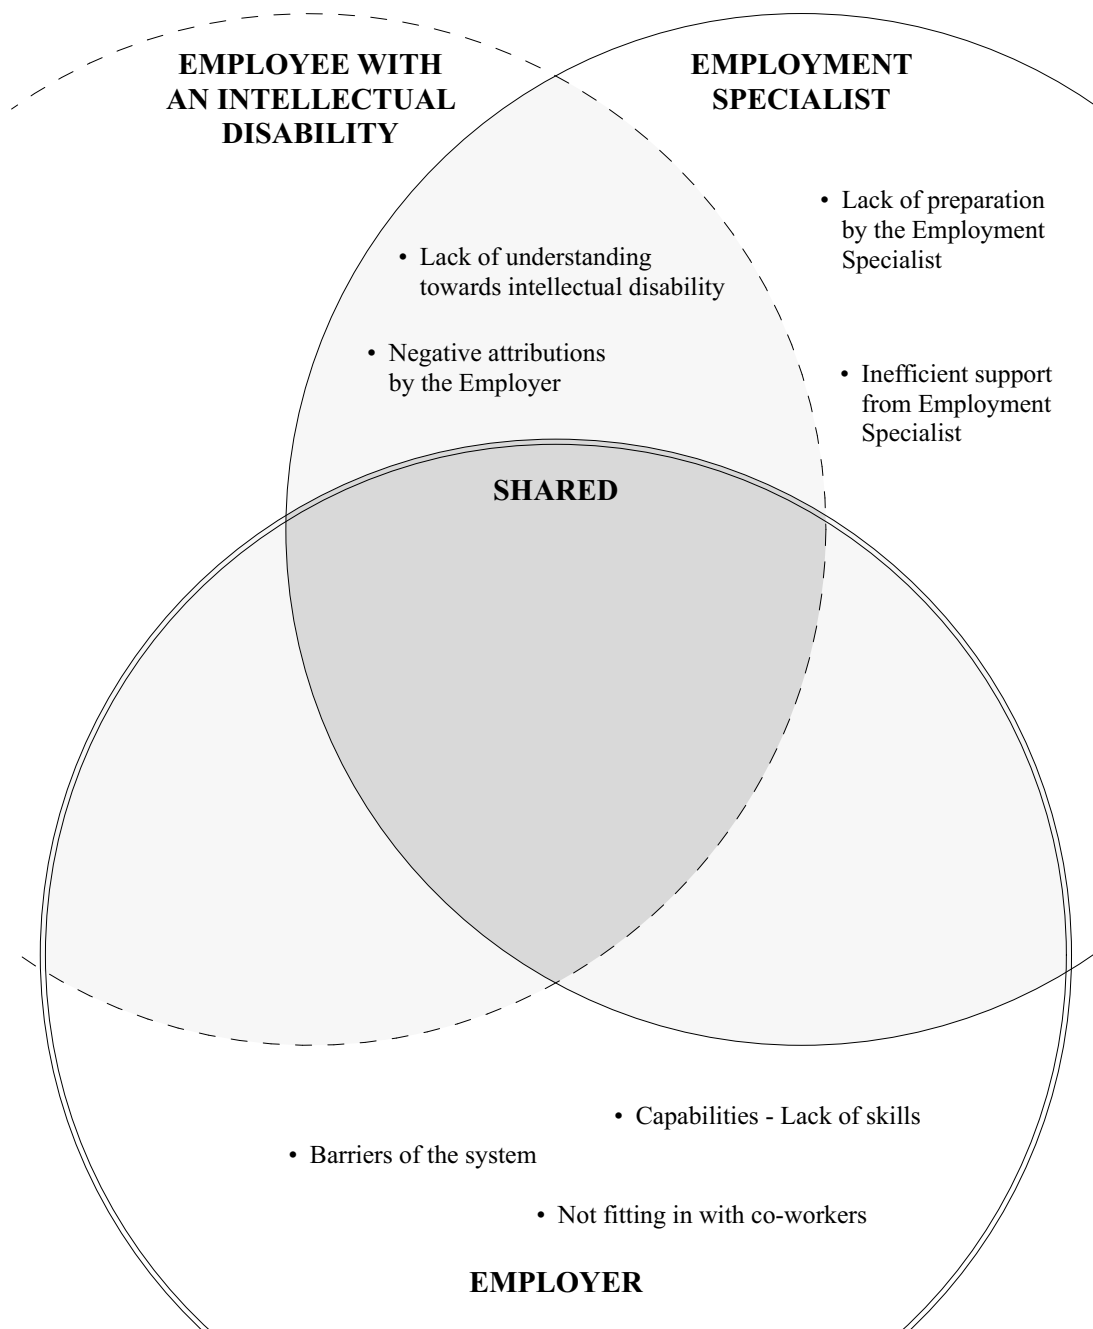 EMPLOYEE WITH
AN INTELLECTUAL
DISABILITY
EMPLOYMENT
SPECIALIST
• Lack of preparation
by the Employment
Specialist
• Lack of understanding
towards intellectual disability
• Negative attributions
by the Employer
• Inefficient support
from Employment
Specialist
SHARED
• Capabilities - Lack of skills
• Barriers of the system
• Not fitting in with co-workers
EMPLOYER